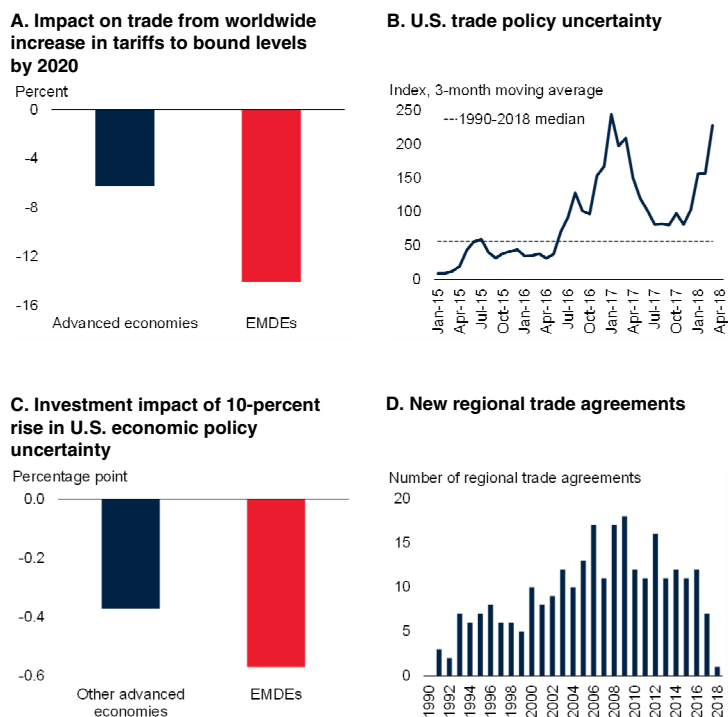 A. Impact on trade from worldwide
increase in tariffs to bound levels
by 2020
Percent
0
-4
-8
-12
-16
Advanced economies
EMDEs
B. U.S. trade policy uncertainty
Index, 3-month moving average
250
200
150
100
50
0
1990-2018 median
Jan-15
Apr-15
Jul-15
Oct-15
Jan-16
Apr-16
Jul-16
Oct-16
Jan-17
Apr-17
Jul-17
Oct-17
Jan-18
Apr-18
C. Investment impact of 10-percent
rise in U.S. economic policy
uncertainty
Percentage point
0.0
-0.2
-0.4
-0.6
Other advanced
economies
EMDEs
D. New regional trade agreements
Number of regional trade agreements
20
15
10
5
0
1990
1992
1994
1996
1998
2000
2002
2004
2006
2008
2010
2012
2014
2016
2018